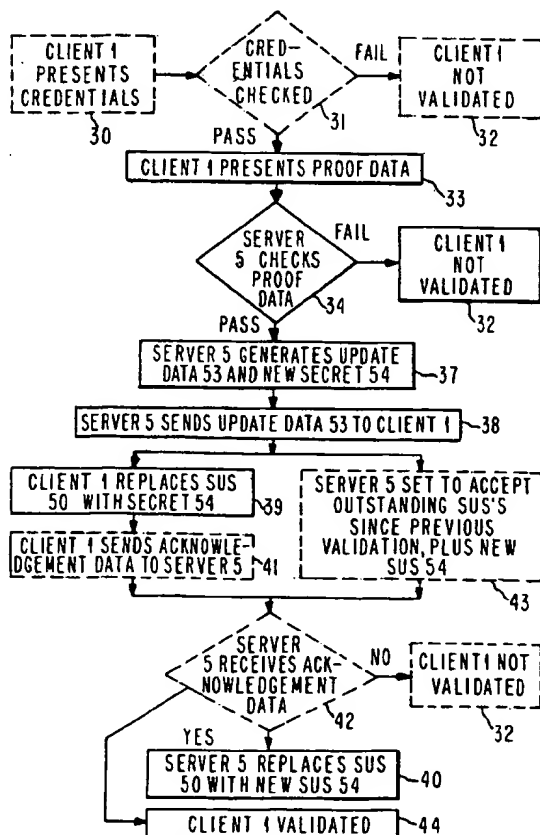 CLIENT 1
PRESENTS
CREDENTIALS
30
CRED-
ENTIALS
CHECKED
31
FAIL
CLIENT 1
NOT
VALIDATED
32
PASS
CLIENT 1 PRESENTS PROOF DATA
33
SERVER
5 CHECKS
PROOF
DATA
34
FAIL
CLIENT 1
NOT
VALIDATED
32
PASS
SERVER 5 GENERATES UPDATE
DATA 53 AND NEW SECRET 54
37
SERVER 5 SENDS UPDATE DATA 53 TO CLIENT 1
38
CLIENT 1 REPLACES SUS
50 WITH SECRET 54
39
CLIENT 1 SENDS ACKNOWLE-
DGEMENT DATA TO SERVER 5
41
SERVER 5 SET TO ACCEPT
OUTSTANDING SUS'S
SINCE PREVIOUS
VALIDATION, PLUS NEW
SUS 54
43
SERVER
5 RECEIVES ACK-
NOWLEDGEMENT
DATA
42
NO
CLIENT 1 NOT
VALIDATED
32
YES
SERVER 5 REPLACES SUS
50 WITH NEW SUS 54
40
CLIENT 1 VALIDATED
44